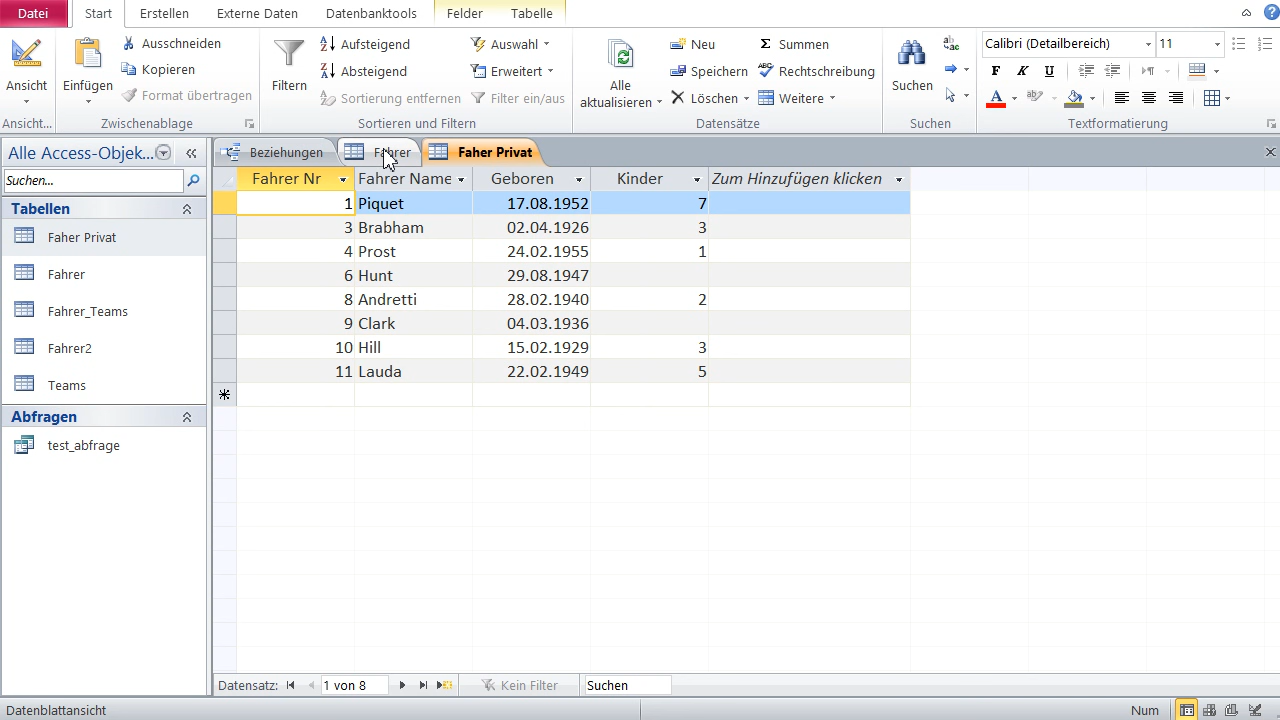 Datei Start Erstellen Externe Daten Datenbanktools Felder Tabelle
Ansicht
Einfügen
Ausschneiden
Kopieren
Format übertragen
Filtern
Aufsteigend
Absteigend
Sortierung entfernen
Auswahl
Erweitert
Filter ein/aus
Alle
aktualisieren
Neu
Speichern
Löschen
Summen
Rechtschreibung
Weitere
Suchen
Calibri (Detailbereich) 11
F K U
Ansicht... Zwischenablage Sortieren und Filtern Datensätze Suchen Textformatierung
Alle Access-Objek...
Suchen...
Tabellen
Faher Privat
Fahrer
Fahrer_Teams
Fahrer2
Teams
Abfragen
test_abfrage
Beziehungen Fahrer Faher Privat
Fahrer Nr Fahrer Name Geboren Kinder Zum Hinzufügen klicken
1 Piquet 17.08.1952 7
3 Brabham 02.04.1926 3
4 Prost 24.02.1955 1
6 Hunt 29.08.1947
8 Andretti 28.02.1940 2
9 Clark 04.03.1936
10 Hill 15.02.1929 3
11 Lauda 22.02.1949 5
Datensatz: 1 von 8 Kein Filter Suchen
Datenblattansicht Num